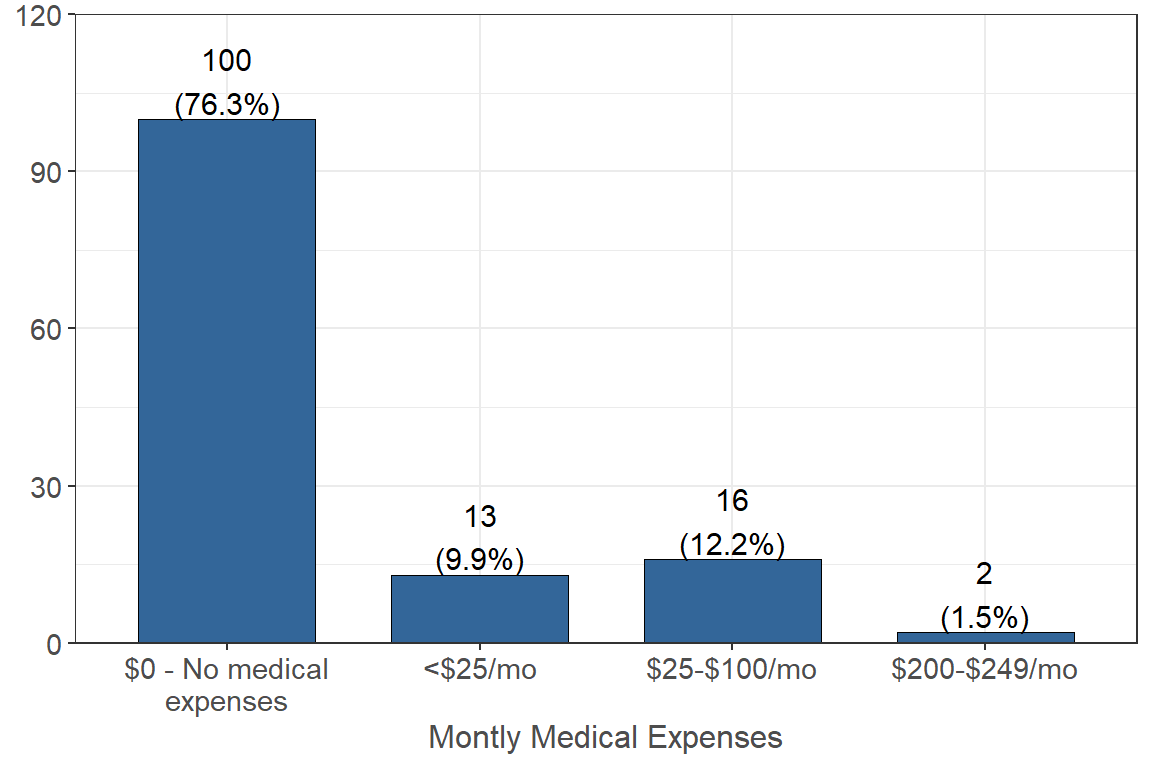 120
90
60
30
0
100
(76.3%)
13
(9.9%)
16
(12.2%)
2
(1.5%)
$0 - No medical
expenses
<$25/mo
$25-$100/mo
$200-$249/mo
Montly Medical Expenses